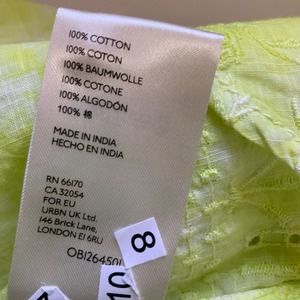 100% COTTON
100% COTON
100% BAUMWOLLE
100% COTONE
100% ALGODÓN
100% 棉
MADE IN INDIA
HECHO EN INDIA
RN 66170
CA 32054
FOR EU
URBN UK Ltd.
146 Brick Lane,
LONDON E1 6RU
8
10